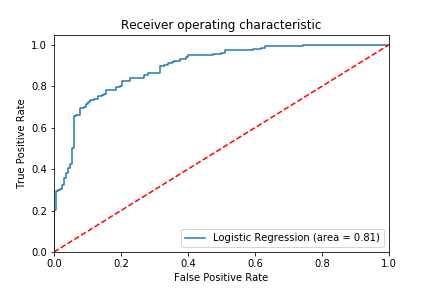 Receiver operating characteristic
1.0
0.8
0.6
0.4
0.2
0.0
True Positive Rate
Logistic Regression (area = 0.81)
0.0 0.2 0.4 0.6 0.8 1.0
False Positive Rate